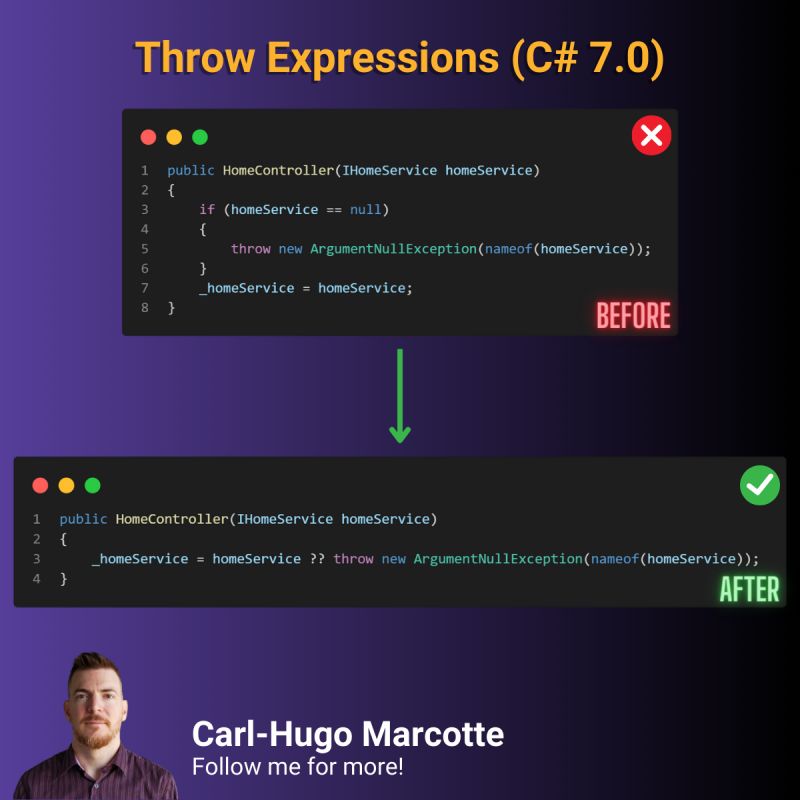 Throw Expressions (C# 7.0)
1 public HomeController(IHomeService homeService)
2 {
3     if (homeService == null)
4     {
5         throw new ArgumentNullException(nameof(homeService));
6     }
7     _homeService = homeService;
8 }
BEFORE
1 public HomeController(IHomeService homeService)
2 {
3     _homeService = homeService ?? throw new ArgumentNullException(nameof(homeService));
4 }
AFTER
Carl-Hugo Marcotte
Follow me for more!